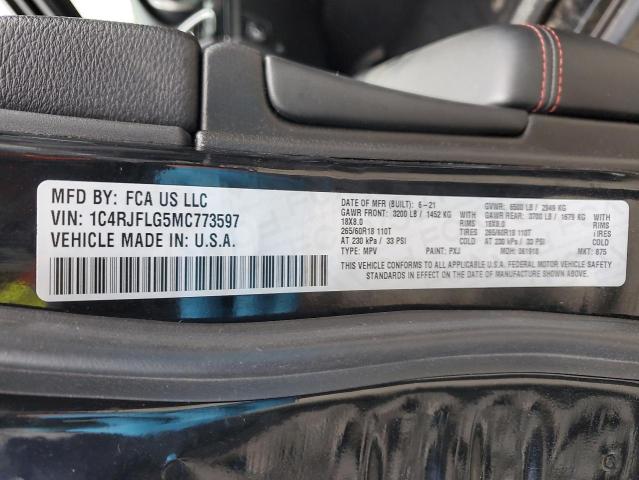 MFD BY: FCA US LLC
VIN: 1C4RJFLG5MC773597
VEHICLE MADE IN: U.S.A.
DATE OF MFR (BUILT): 6-21 GVWR: 6500 LB / 2949 KG
GAWR FRONT: 3200 LB / 1452 KG WITH GAWR REAR: 3700 LB / 1679 KG WITH
18X8.0 RIMS 18X8.0 RIMS
265/60R18 110T TIRES 265/60R18 110T TIRES
AT 230 kPa / 33 PSI COLD AT 230 kPa / 33 PSI COLD
TYPE: MPV PAINT: PXJ MDH: 061918 MKT: 875
THIS VEHICLE CONFORMS TO ALL APPLICABLE U.S.A. FEDERAL MOTOR VEHICLE SAFETY
STANDARDS IN EFFECT ON THE DATE OF MANUFACTURE SHOWN ABOVE.